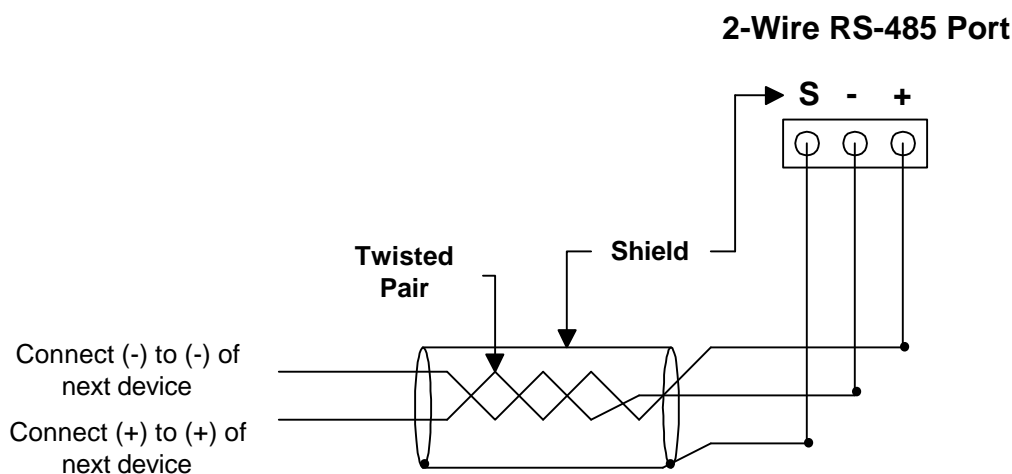 2-Wire RS-485 Port
S - +
Twisted
Pair
Shield
Connect (-) to (-) of
next device
Connect (+) to (+) of
next device